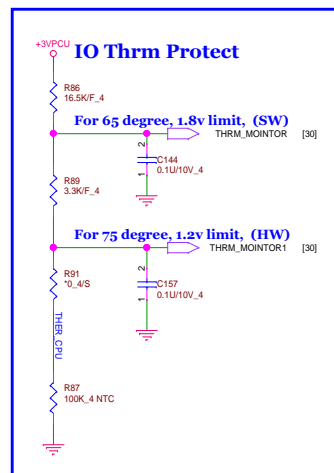 IO Thrm Protect
+3VPCU
R86
16.5K/F_4
For 65 degree, 1.8v limit, (SW)
THRM_MOINTOR [30]
2
C144
0.1U/10V_4
1
R89
3.3K/F_4
For 75 degree, 1.2v limit, (HW)
THRM_MOINTOR1 [30]
2
C157
0.1U/10V_4
1
R91
*0_4/S
THER_CPU
R87
100K_4 NTC